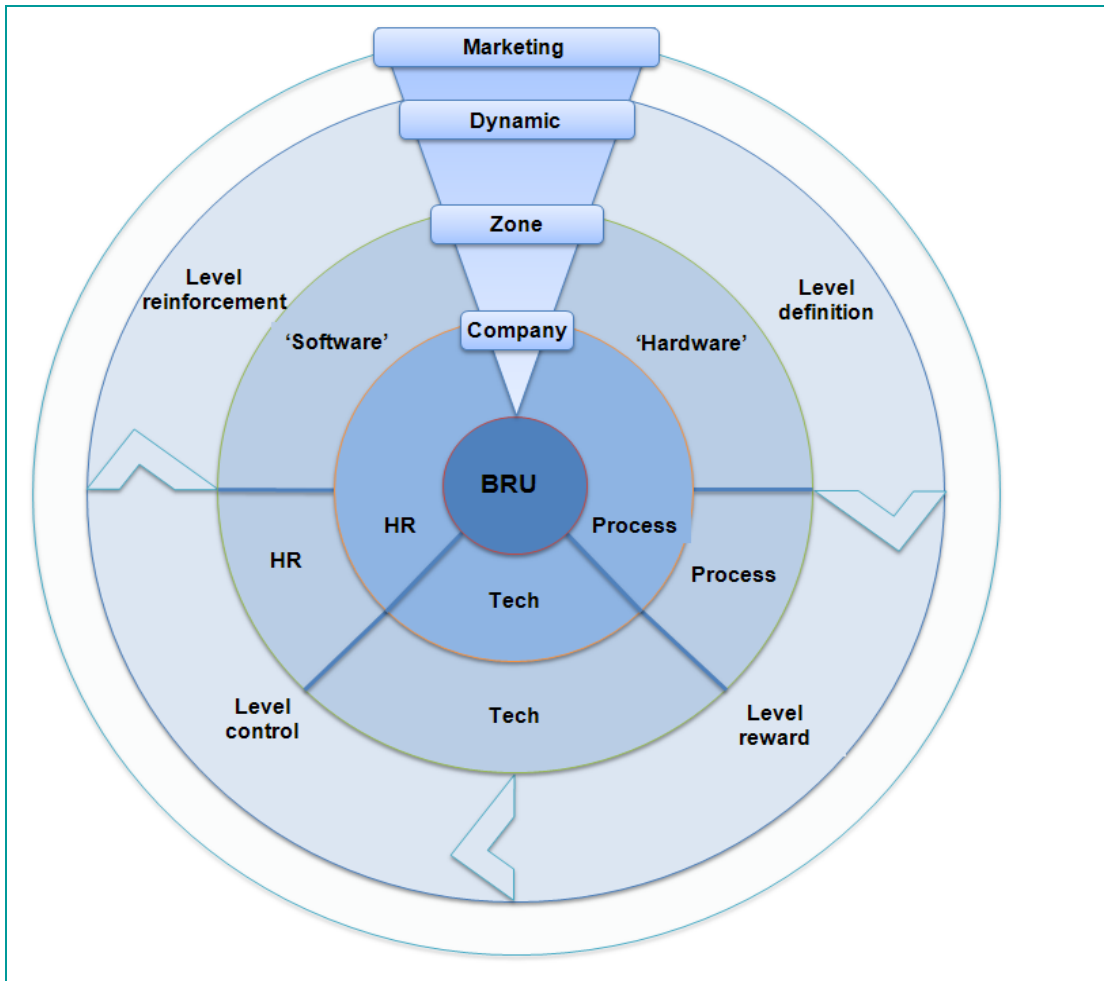 Marketing
Dynamic
Zone
Level
reinforcement
Level
definition
Company
‘Software’
‘Hardware’
BRU
HR
Process
HR
Process
Tech
Level
control
Tech
Level
reward